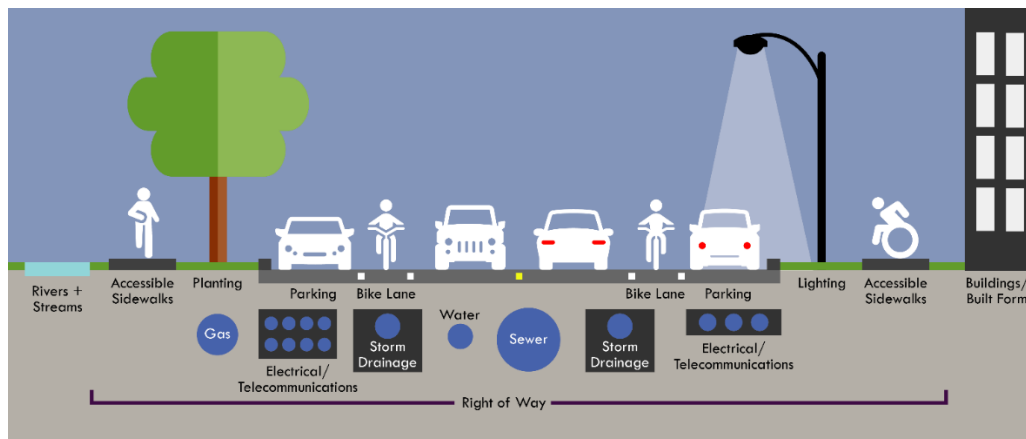 Rivers +
Streams
Accessible
Sidewalks
Planting
Parking
Bike Lane
Bike Lane
Parking
Lighting
Accessible
Sidewalks
Buildings/
Built Form
Gas
Electrical/
Telecommunications
Storm
Drainage
Water
Sewer
Storm
Drainage
Electrical/
Telecommunications
Right of Way